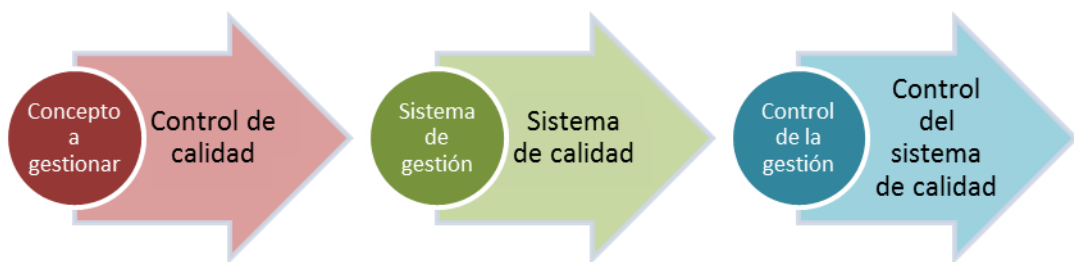 Concepto
a
gestionar
Control de
calidad
Sistema
de
gestión
Sistema
de calidad
Control
de la
gestión
Control
del
sistema
de calidad